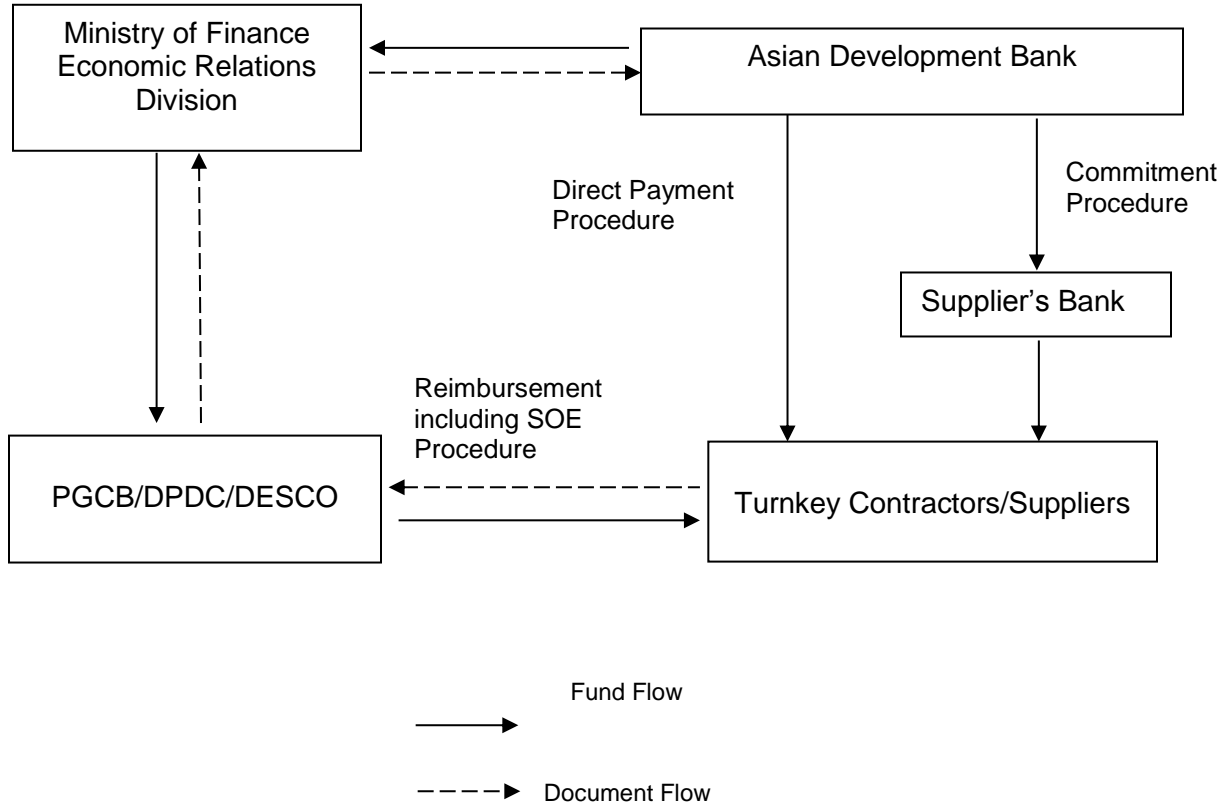 Ministry of Finance
Economic Relations
Division
Asian Development Bank
Direct Payment
Procedure
Commitment
Procedure
Supplier’s Bank
Reimbursement
including SOE
Procedure
PGCB/DPDC/DESCO
Turnkey Contractors/Suppliers
Fund Flow
Document Flow